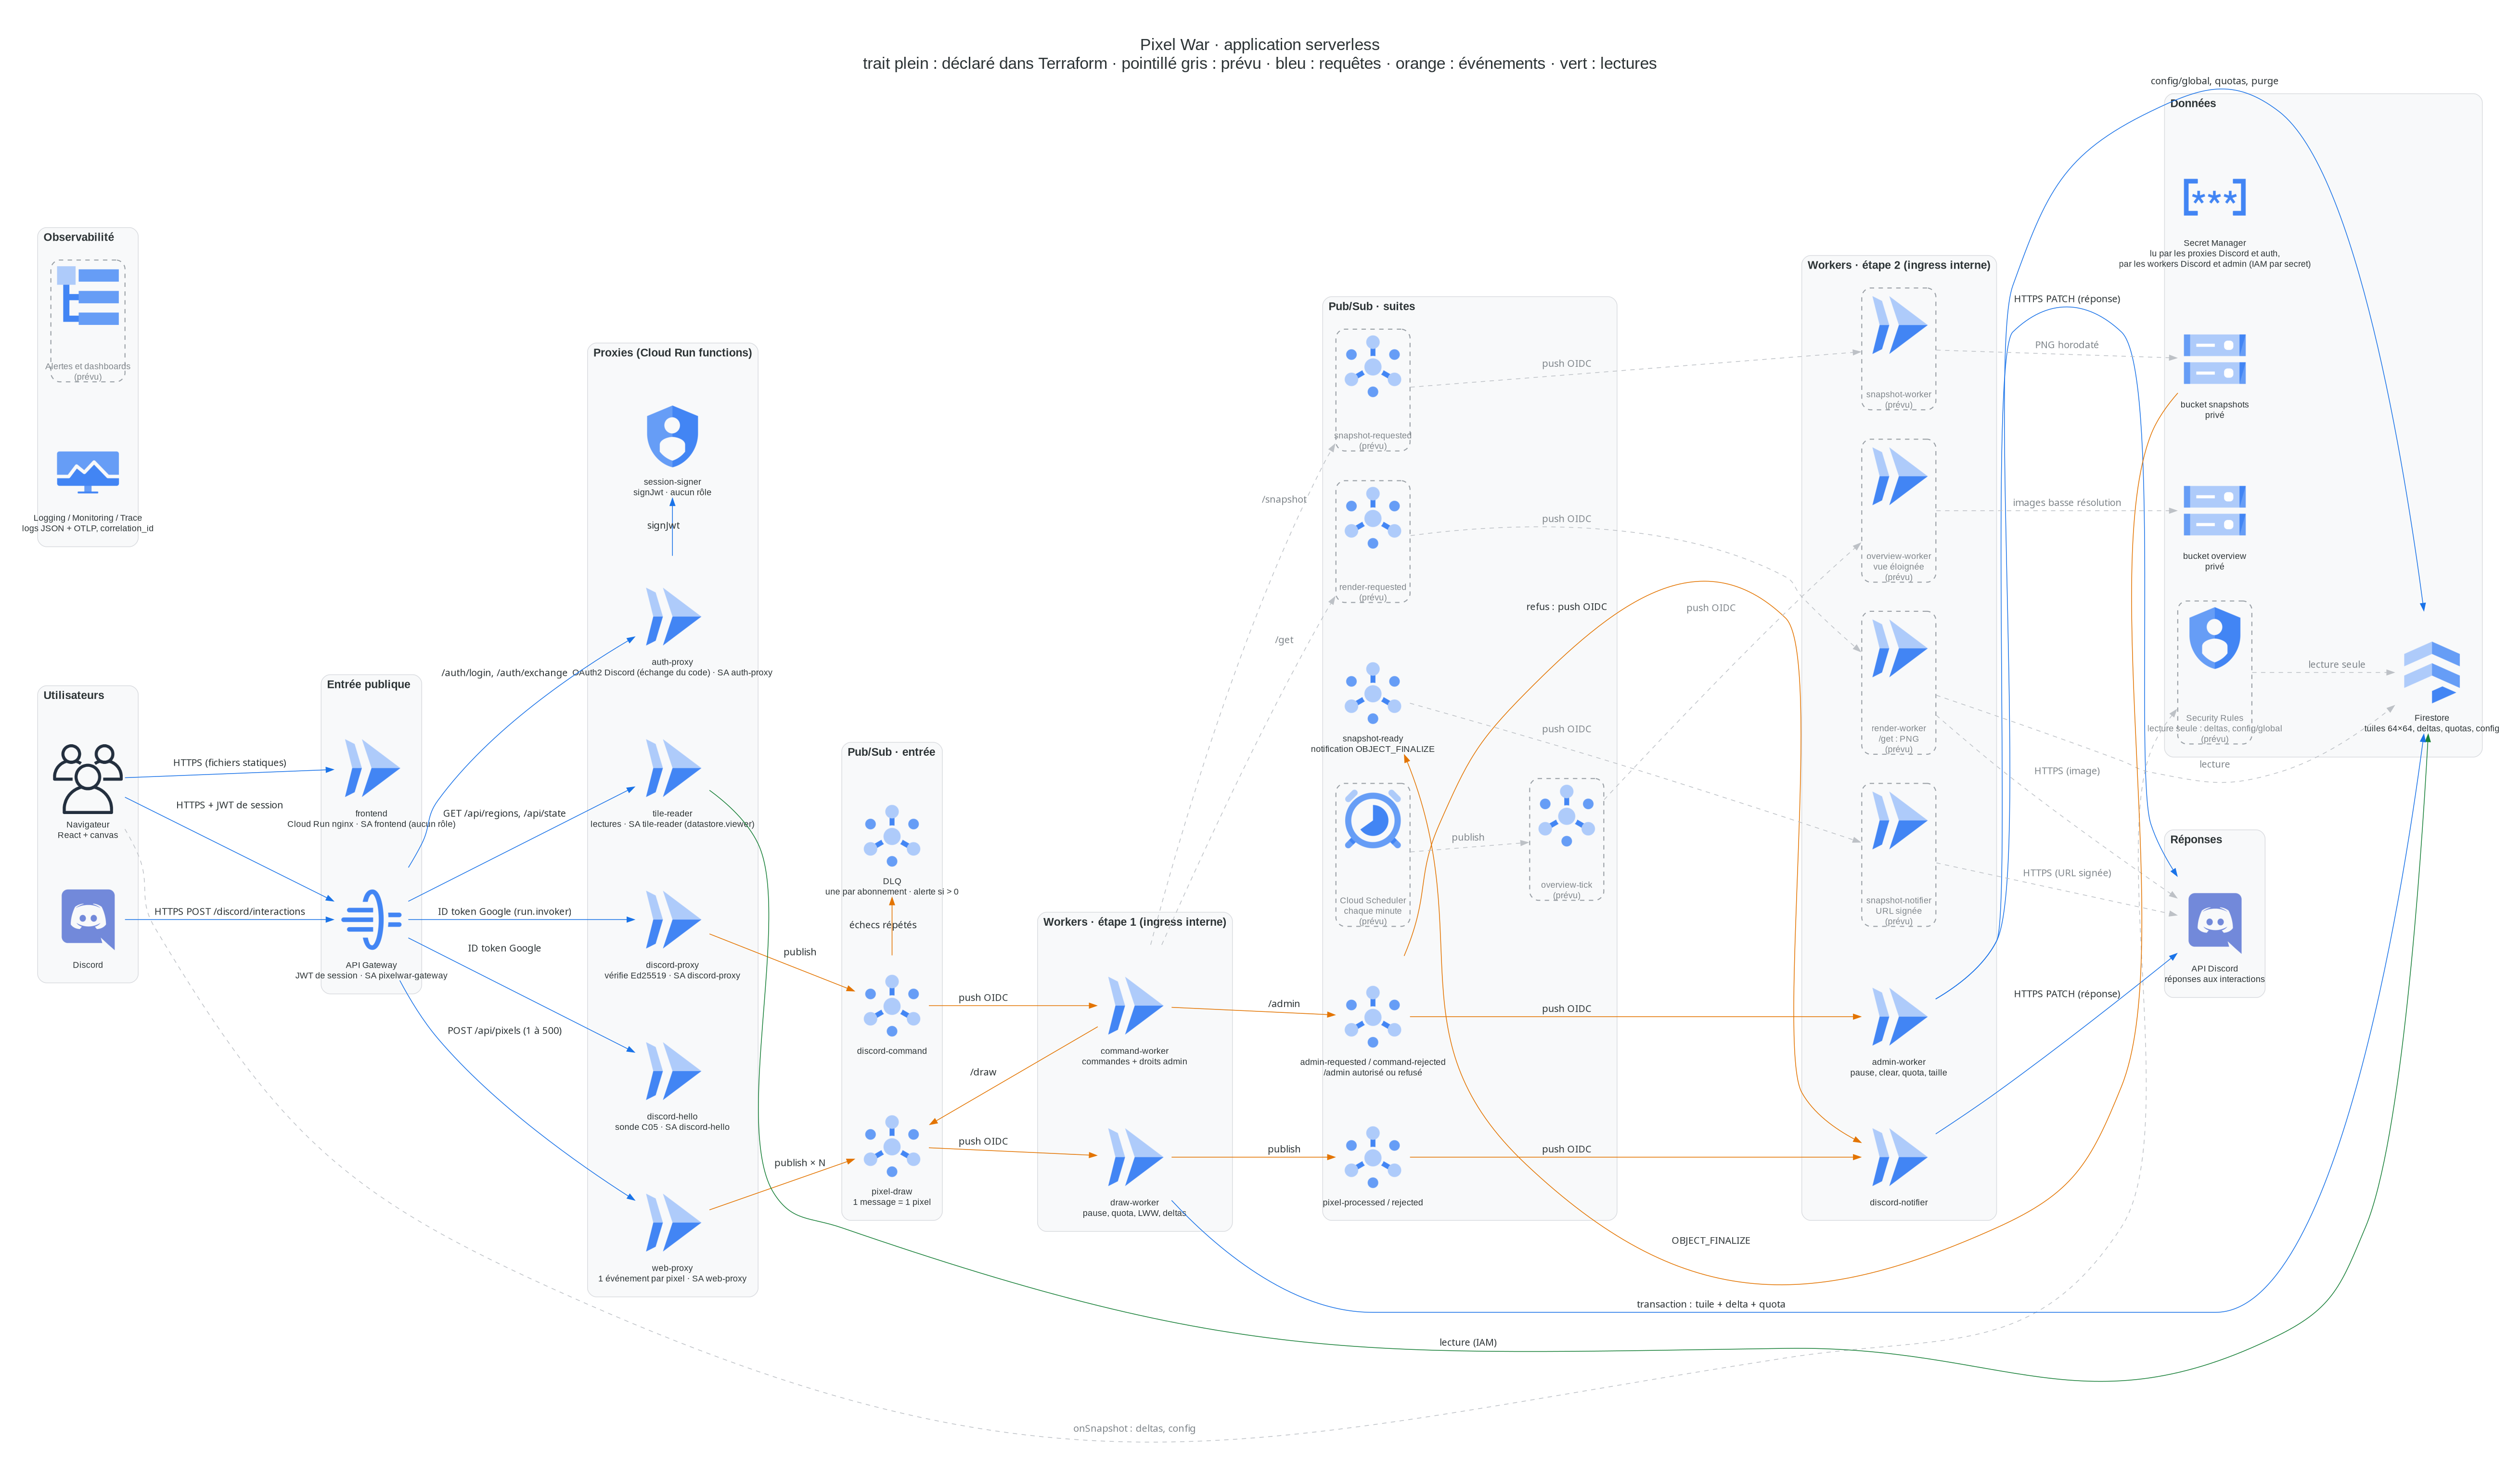 Pixel War · application serverless
trait plein : déclaré dans Terraform · pointillé gris : prévu · bleu : requêtes · orange : événements · vert : lectures
Observabilité
Alertes et dashboards
(prévu)
Logging / Monitoring / Trace
logs JSON + OTLP, correlation_id
Utilisateurs
Navigateur
React + canvas
Discord
HTTPS (fichiers statiques)
HTTPS + JWT de session
HTTPS POST /discord/interactions
Entrée publique
frontend
Cloud Run nginx · SA frontend (aucun rôle)
API Gateway
JWT de session · SA pixelwar-gateway
/auth/login, /auth/exchange
GET /api/regions, /api/state
ID token Google (run.invoker)
ID token Google
POST /api/pixels (1 à 500)
Proxies (Cloud Run functions)
session-signer
signJwt · aucun rôle
signJwt
auth-proxy
OAuth2 Discord (échange du code) · SA auth-proxy
tile-reader
lectures · SA tile-reader (datastore.viewer)
discord-proxy
vérifie Ed25519 · SA discord-proxy
discord-hello
sonde C05 · SA discord-hello
web-proxy
1 événement par pixel · SA web-proxy
publish
publish × N
Pub/Sub · entrée
DLQ
une par abonnement · alerte si > 0
échecs répétés
discord-command
pixel-draw
1 message = 1 pixel
push OIDC
/draw
push OIDC
Workers · étape 1 (ingress interne)
command-worker
commandes + droits admin
draw-worker
pause, quota, LWW, deltas
/snapshot
/get
/admin
publish
Pub/Sub · suites
snapshot-requested
(prévu)
render-requested
(prévu)
snapshot-ready
notification OBJECT_FINALIZE
Cloud Scheduler
chaque minute
(prévu)
publish
overview-tick
(prévu)
admin-requested / command-rejected
/admin autorisé ou refusé
pixel-processed / rejected
push OIDC
push OIDC
refus : push OIDC
push OIDC
push OIDC
push OIDC
push OIDC
OBJECT_FINALIZE
transaction : tuile + delta + quota
lecture (IAM)
onSnapshot : deltas, config
Workers · étape 2 (ingress interne)
snapshot-worker
(prévu)
overview-worker
vue éloignée
(prévu)
render-worker
/get : PNG
(prévu)
snapshot-notifier
URL signée
(prévu)
admin-worker
pause, clear, quota, taille
discord-notifier
config/global, quotas, purge
HTTPS PATCH (réponse)
PNG horodaté
images basse résolution
HTTPS (image)
HTTPS (URL signée)
HTTPS PATCH (réponse)
lecture
lecture seule
Données
Secret Manager
lu par les proxies Discord et auth,
par les workers Discord et admin (IAM par secret)
bucket snapshots
privé
bucket overview
privé
Security Rules
lecture seule : deltas, config/global
(prévu)
Firestore
tuiles 64×64, deltas, quotas, config
Réponses
API Discord
réponses aux interactions